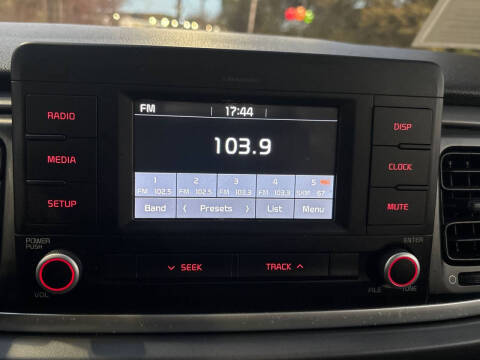 FM 17:44
103.9
RADIO
MEDIA
SETUP
DISP
CLOCK
MUTE
1 2 3 4 5
FM 102.5 FM 102.5 FM 103.3 FM 103.3
Band 〈 Presets 〉 List Menu
POWER
PUSH
VOL
∨ SEEK
TRACK ∧
ENTER
FILE TUNE